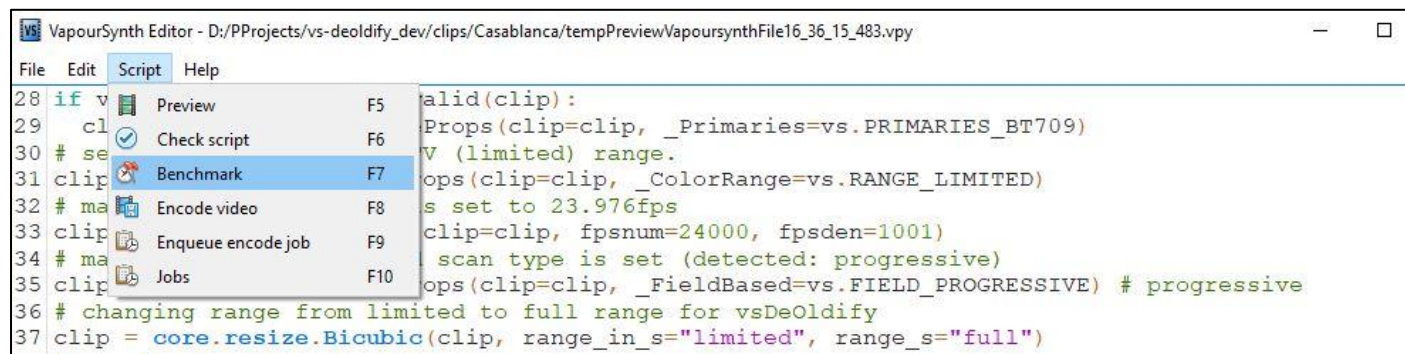 VS VapourSynth Editor - D:/PProjects/vs-deoldify_dev/clips/Casablanca/tempPreviewVapoursynthFile16_36_15_483.vpy
File Edit Script Help
28 if v alid(clip):
Preview F5
29 cl eProps(clip=clip, _Primaries=vs.PRIMARIES_BT709)
Check script F6
30 # se V (limited) range.
Benchmark F7
31 clip ops(clip=clip, _ColorRange=vs.RANGE_LIMITED)
Encode video F8
32 # ma s set to 23.976fps
33 clip clip=clip, fpsnum=24000, fpsden=1001)
Enqueue encode job F9
34 # ma scan type is set (detected: progressive)
Jobs F10
35 clip ops(clip=clip, _FieldBased=vs.FIELD_PROGRESSIVE) # progressive
36 # changing range from limited to full range for vsDeOldify
37 clip = core.resize.Bicubic(clip, range_in_s="limited", range_s="full")